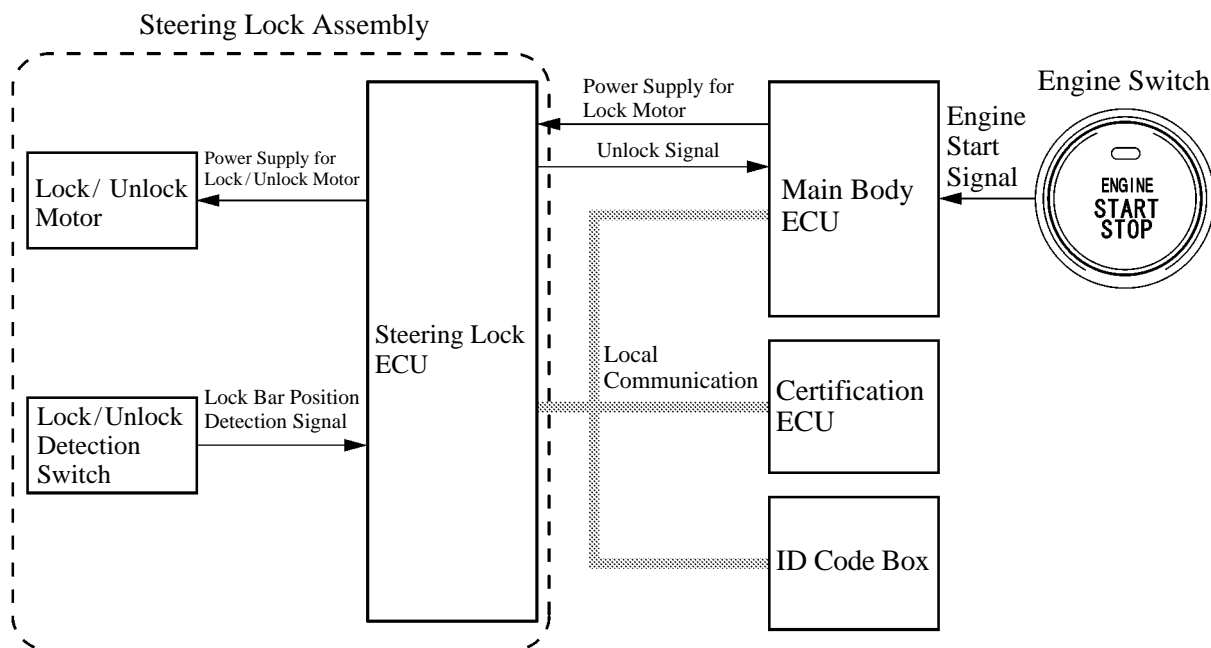 Steering Lock Assembly
Engine Switch
Power Supply for
Lock Motor
Engine
Start
Signal
Unlock Signal
Power Supply for
Lock/Unlock Motor
Lock/ Unlock
Motor
Main Body
ECU
ENGINE
START
STOP
Steering Lock
ECU
Local
Communication
Certification
ECU
Lock Bar Position
Detection Signal
Lock/Unlock
Detection
Switch
ID Code Box